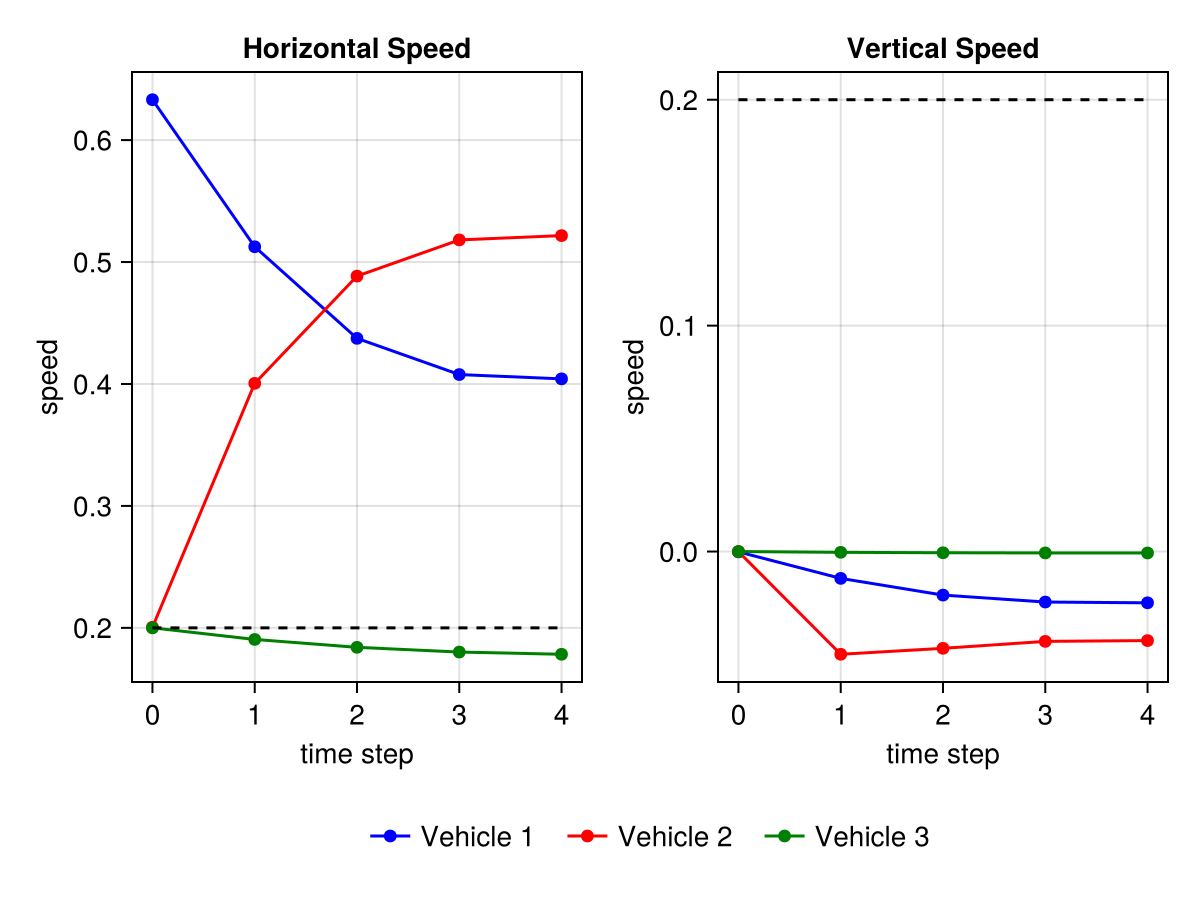 Horizontal Speed
0.6
0.5
0.4
0.3
0.2
speed
0 1 2 3 4
time step
Vertical Speed
0.2
0.1
0.0
speed
0 1 2 3 4
time step
Vehicle 1 Vehicle 2 Vehicle 3